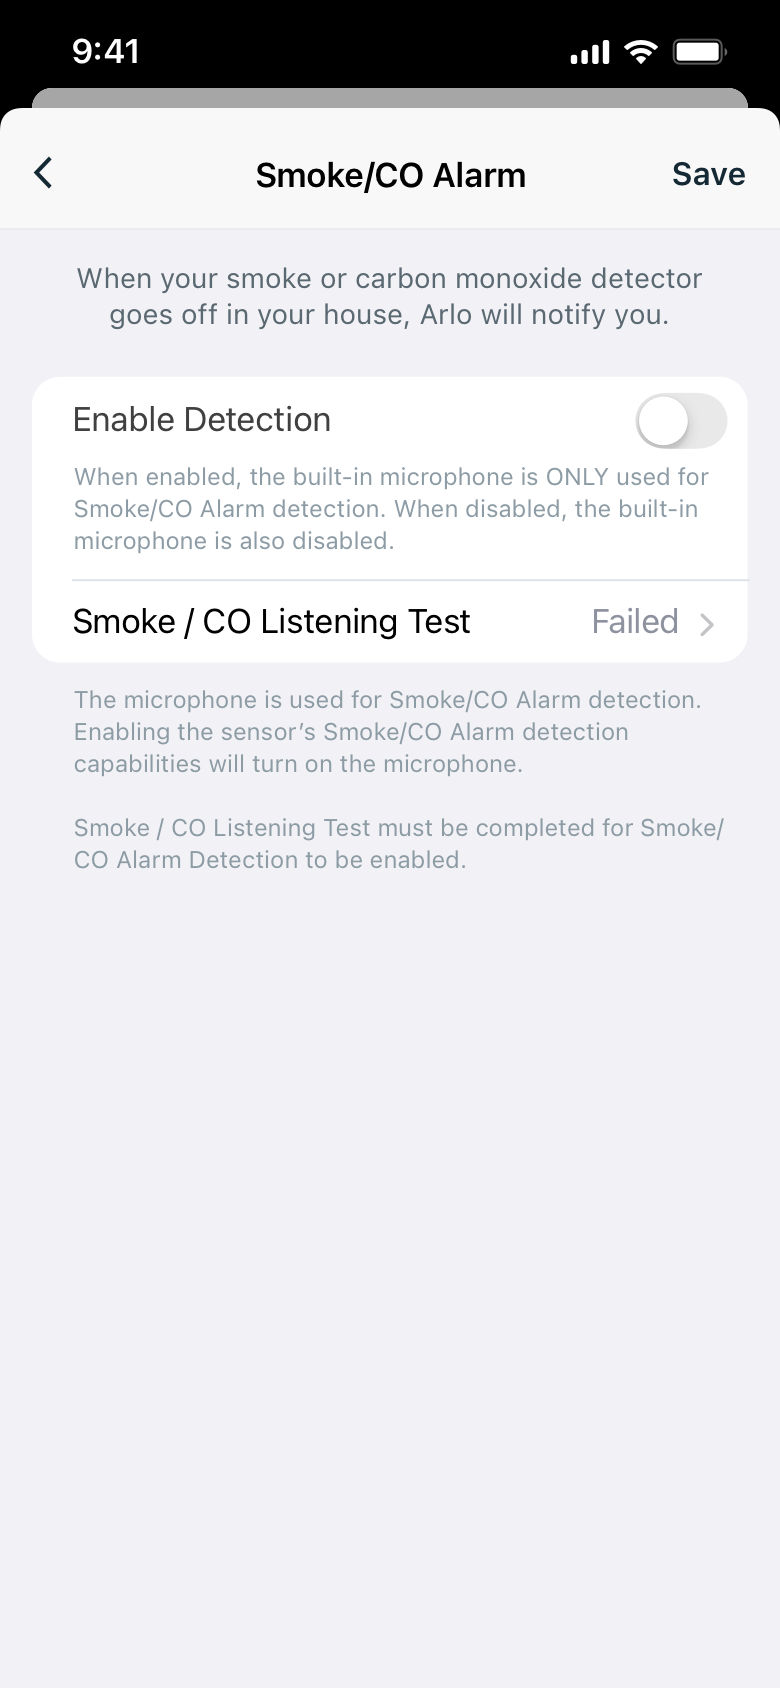 9:41
Smoke/CO Alarm
Save
When your smoke or carbon monoxide detector
goes off in your house, Arlo will notify you.
Enable Detection
When enabled, the built-in microphone is ONLY used for
Smoke/CO Alarm detection. When disabled, the built-in
microphone is also disabled.
Smoke / CO Listening Test Failed
The microphone is used for Smoke/CO Alarm detection.
Enabling the sensor’s Smoke/CO Alarm detection
capabilities will turn on the microphone.
Smoke / CO Listening Test must be completed for Smoke/
CO Alarm Detection to be enabled.